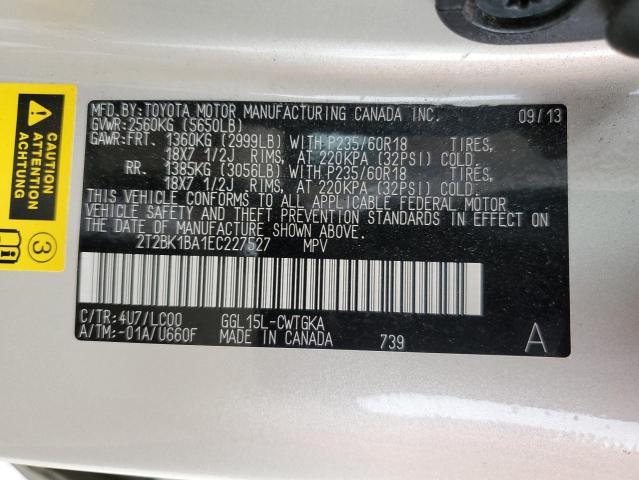 MFD.BY:TOYOTA MOTOR MANUFACTURING CANADA INC. 09/13
GVWR:2560KG (5650LB)
GAWR:FRT. 1360KG (2999LB) WITH P235/60R18 TIRES,
18X7 1/2J RIMS, AT 220KPA (32PSI) COLD.
RR. 1385KG (3056LB) WITH P235/60R18 TIRES,
18X7 1/2J RIMS, AT 220KPA (32PSI) COLD.
THIS VEHICLE CONFORMS TO ALL APPLICABLE FEDERAL MOTOR
VEHICLE SAFETY AND THEFT PREVENTION STANDARDS IN EFFECT ON
THE DATE OF MANUFACTURE SHOWN ABOVE.
2T2BK1BA1EC227527 MPV
C/TR:4U7/LC00 GGL15L-CWTGKA
A/TM:-01A/U660F MADE IN CANADA 739 A
CAUTION
ATTENTION
ACHTUNG
3